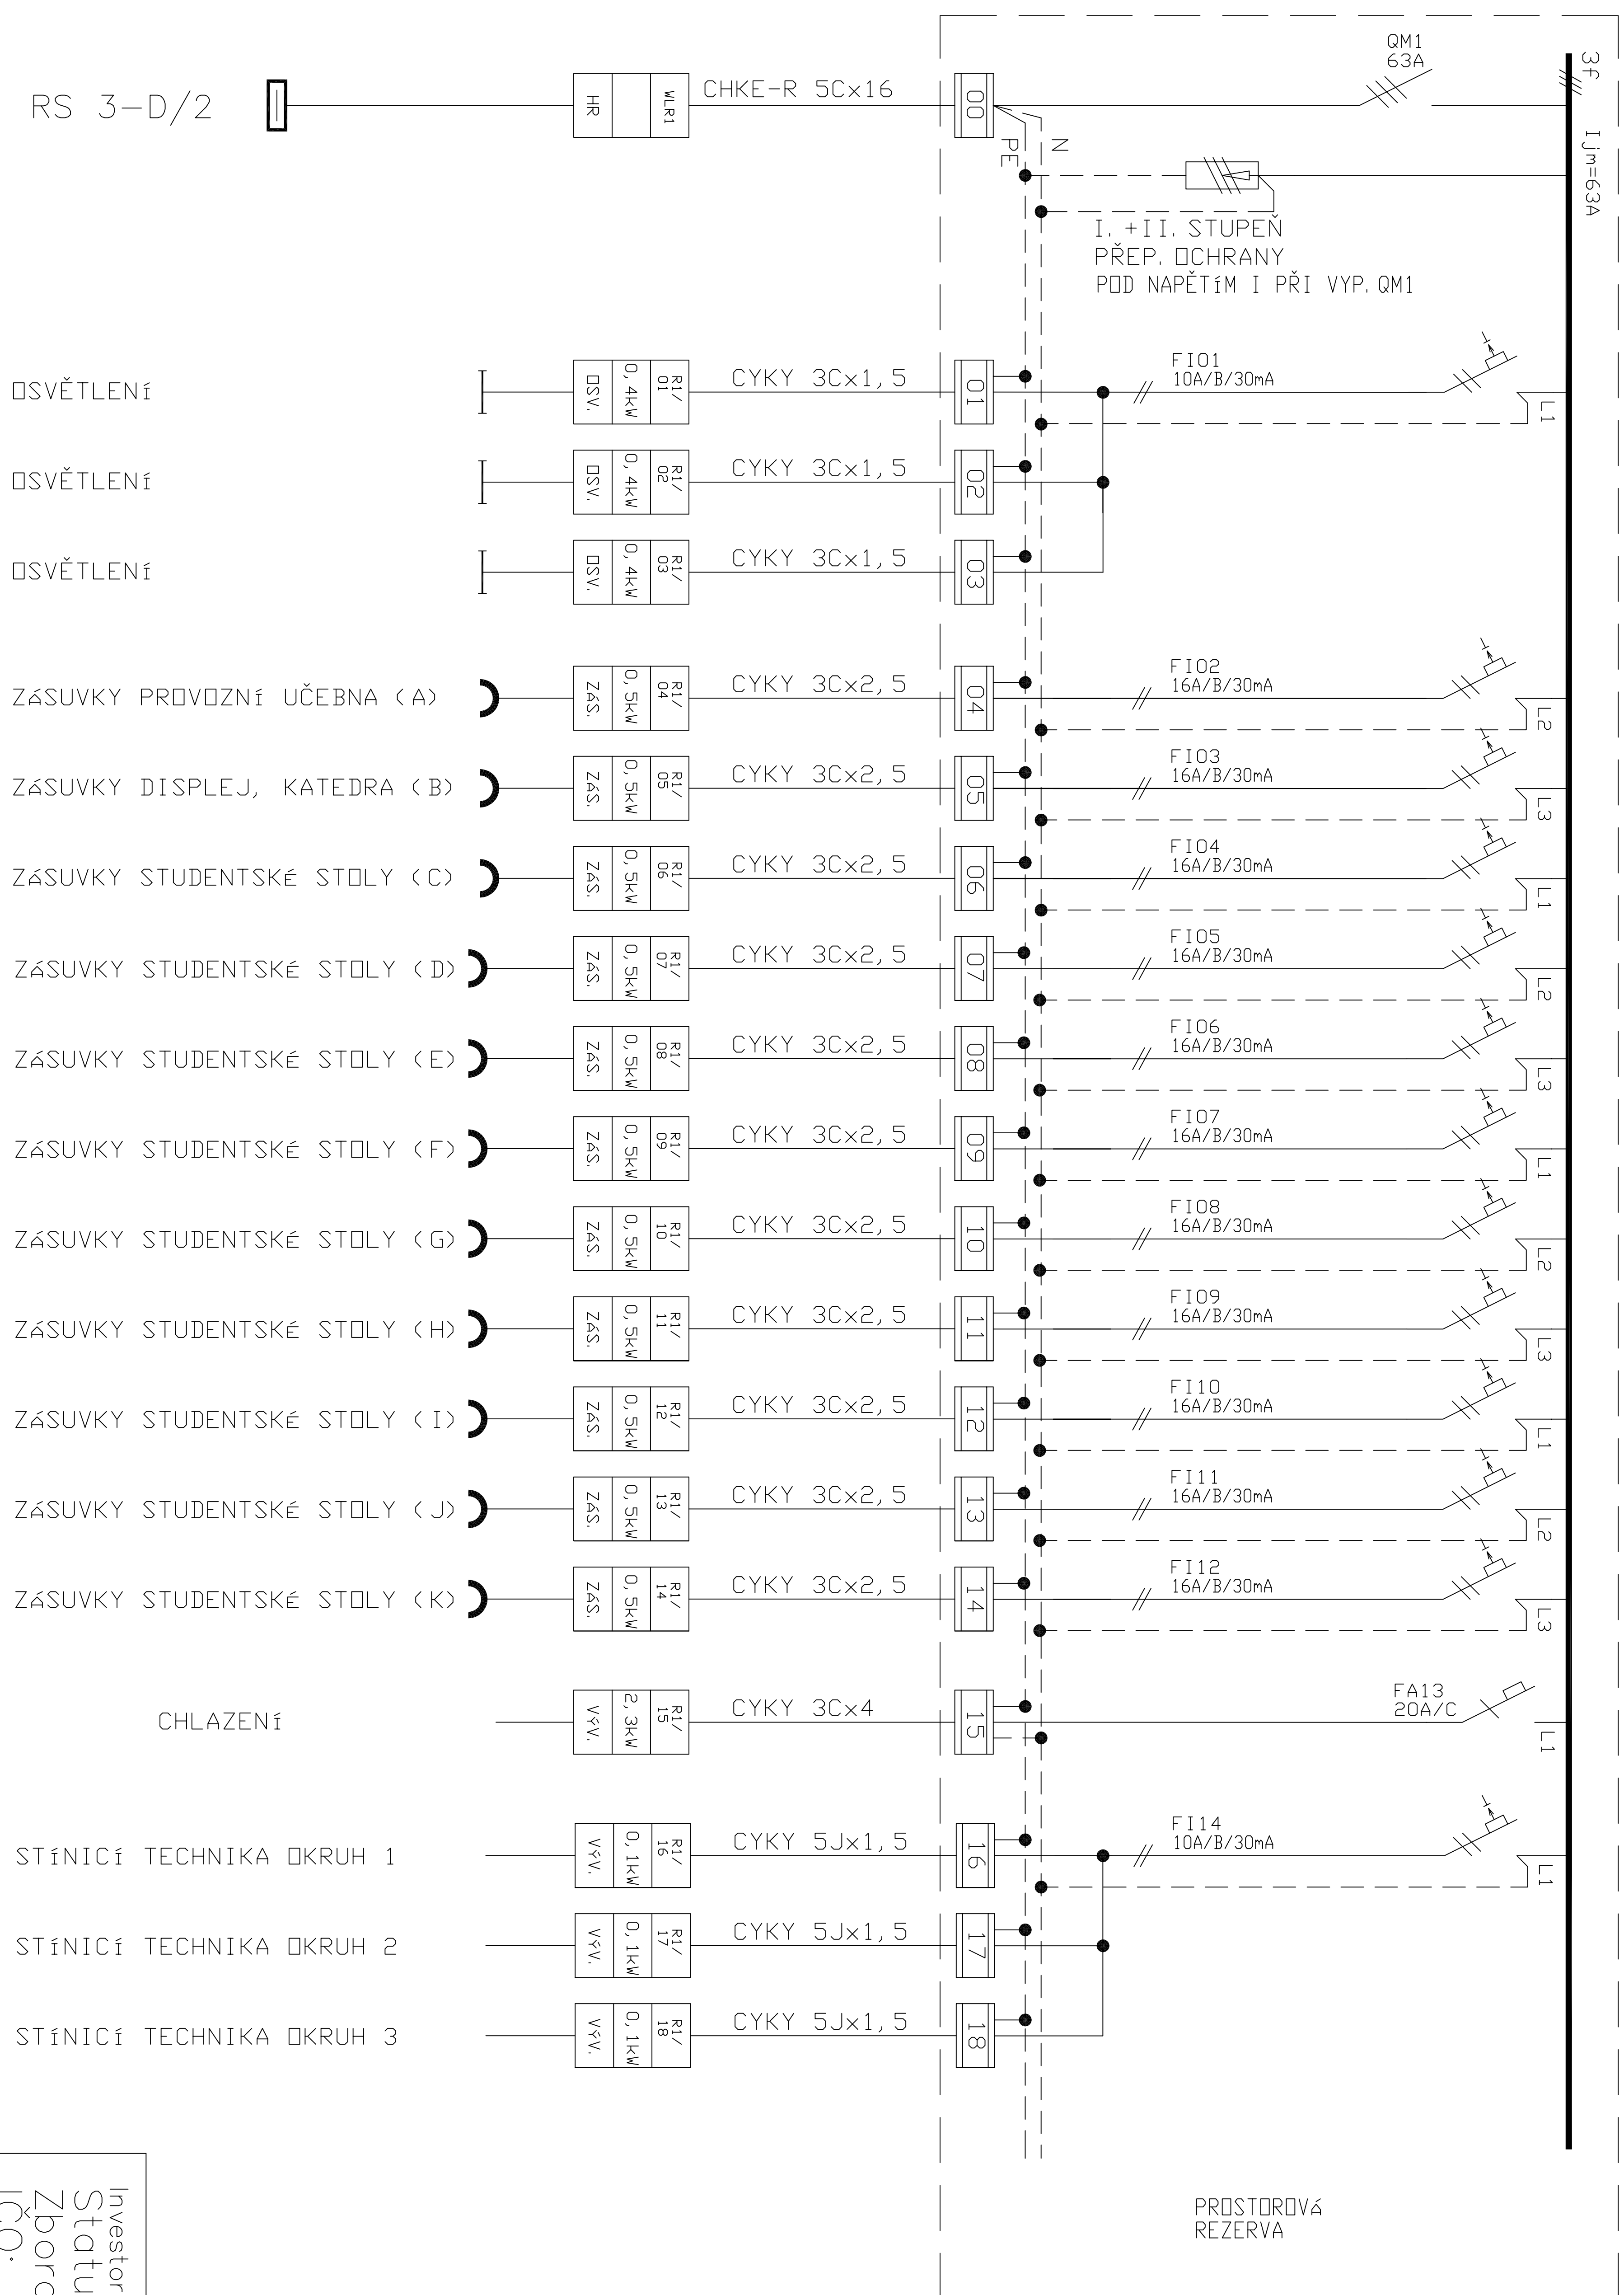 QM1
63A
3f
RS 3-D/2
HR
WLR1
CHKE-R 5Cx16
00
Ijm=63A
PE
N
I. +II. STUPEŇ
PŘEP. OCHRANY
POD NAPĚTÍM I PŘI VYP. QM1
OSVĚTLENÍ
OSV.
0,4kW
R1/
01
CYKY 3Cx1,5
01
FI01
10A/B/30mA
L1
OSVĚTLENÍ
OSV.
0,4kW
R1/
02
CYKY 3Cx1,5
02
OSVĚTLENÍ
OSV.
0,4kW
R1/
03
CYKY 3Cx1,5
03
ZÁSUVKY PROVOZNÍ UČEBNA (A)
ZÁS.
0,5kW
R1/
04
CYKY 3Cx2,5
04
FI02
16A/B/30mA
L2
ZÁSUVKY DISPLEJ, KATEDRA (B)
ZÁS.
0,5kW
R1/
05
CYKY 3Cx2,5
05
FI03
16A/B/30mA
L3
ZÁSUVKY STUDENTSKÉ STOLY (C)
ZÁS.
0,5kW
R1/
06
CYKY 3Cx2,5
06
FI04
16A/B/30mA
L1
ZÁSUVKY STUDENTSKÉ STOLY (D)
ZÁS.
0,5kW
R1/
07
CYKY 3Cx2,5
07
FI05
16A/B/30mA
L2
ZÁSUVKY STUDENTSKÉ STOLY (E)
ZÁS.
0,5kW
R1/
08
CYKY 3Cx2,5
08
FI06
16A/B/30mA
L3
ZÁSUVKY STUDENTSKÉ STOLY (F)
ZÁS.
0,5kW
R1/
09
CYKY 3Cx2,5
09
FI07
16A/B/30mA
L1
ZÁSUVKY STUDENTSKÉ STOLY (G)
ZÁS.
0,5kW
R1/
10
CYKY 3Cx2,5
10
FI08
16A/B/30mA
L2
ZÁSUVKY STUDENTSKÉ STOLY (H)
ZÁS.
0,5kW
R1/
11
CYKY 3Cx2,5
11
FI09
16A/B/30mA
L3
ZÁSUVKY STUDENTSKÉ STOLY (I)
ZÁS.
0,5kW
R1/
12
CYKY 3Cx2,5
12
FI10
16A/B/30mA
L1
ZÁSUVKY STUDENTSKÉ STOLY (J)
ZÁS.
0,5kW
R1/
13
CYKY 3Cx2,5
13
FI11
16A/B/30mA
L2
ZÁSUVKY STUDENTSKÉ STOLY (K)
ZÁS.
0,5kW
R1/
14
CYKY 3Cx2,5
14
FI12
16A/B/30mA
L3
CHLAZENÍ
VÝV.
2,3kW
R1/
15
CYKY 3Cx4
15
FA13
20A/C
L1
STÍNICÍ TECHNIKA OKRUH 1
VÝV.
0,1kW
R1/
16
CYKY 5Jx1,5
16
FI14
10A/B/30mA
L1
STÍNICÍ TECHNIKA OKRUH 2
VÝV.
0,1kW
R1/
17
CYKY 5Jx1,5
17
STÍNICÍ TECHNIKA OKRUH 3
VÝV.
0,1kW
R1/
18
CYKY 5Jx1,5
18
PROSTOROVÁ
REZERVA
Investor
Statu
Zboro
IČO: